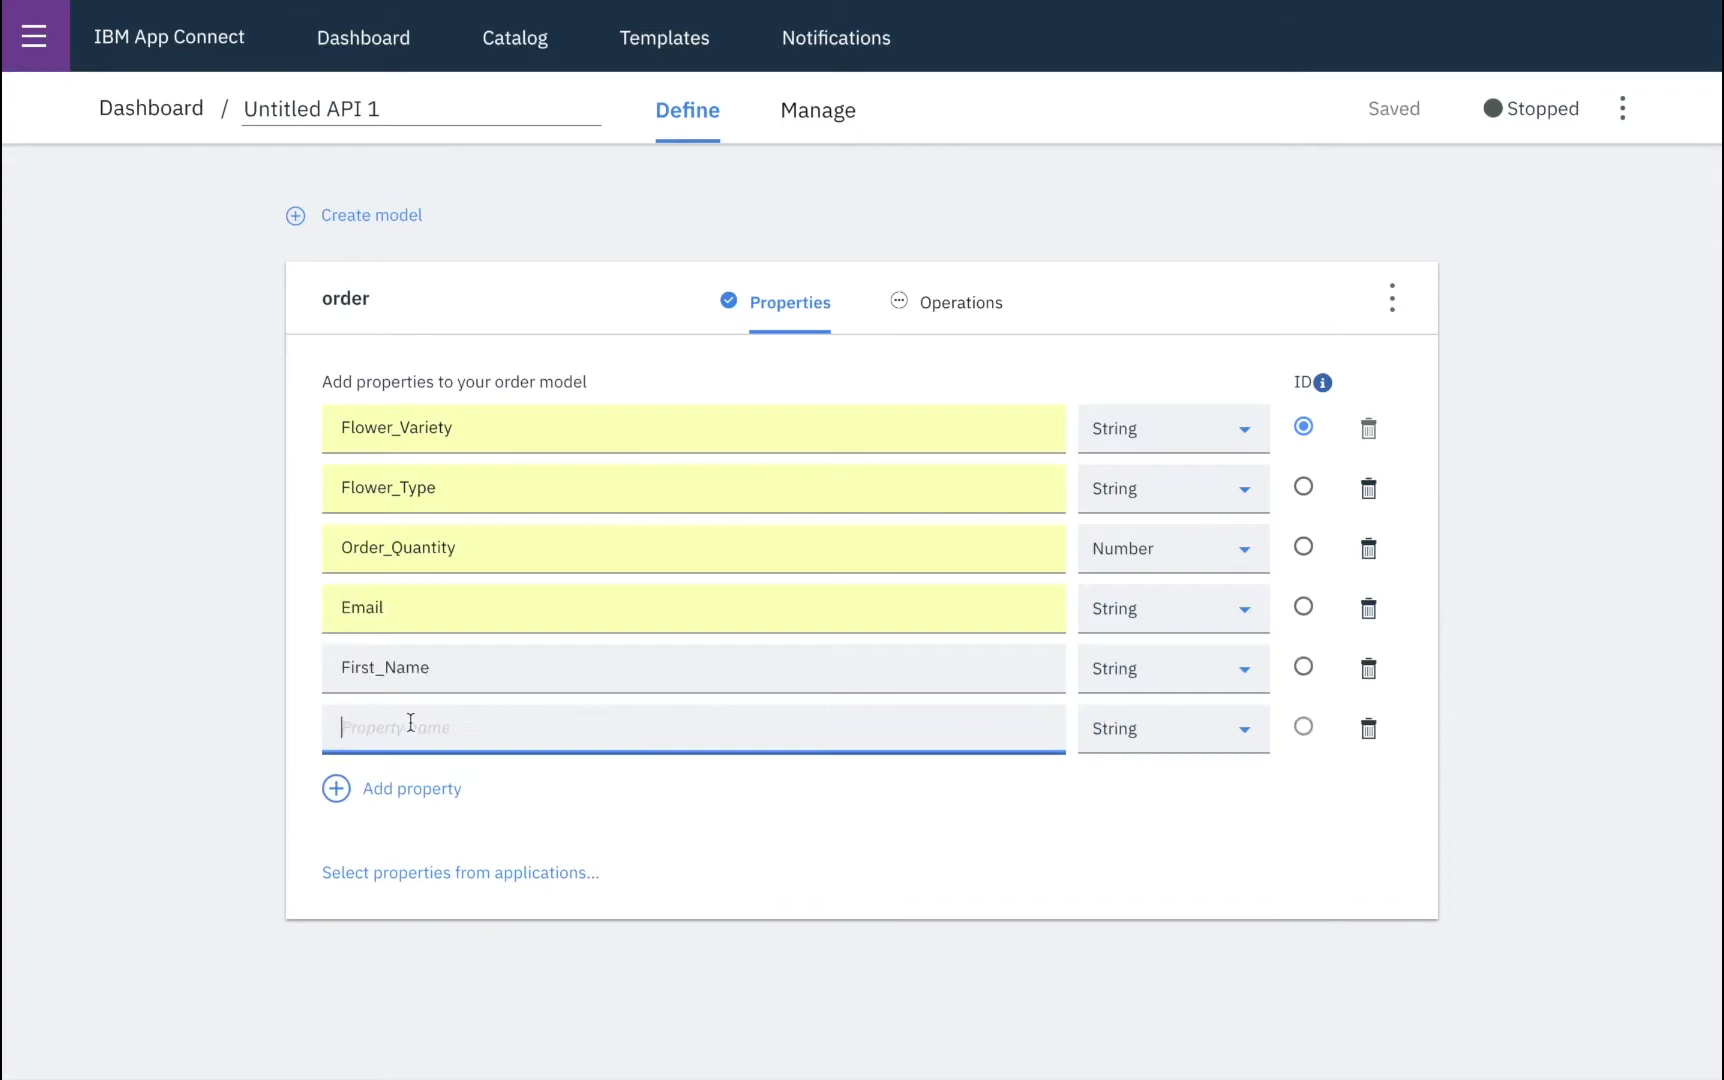 IBM App Connect Dashboard Catalog Templates Notifications
Dashboard / Untitled API 1 Define Manage Saved Stopped
Create model
order Properties Operations
Add properties to your order model ID
Flower_Variety String
Flower_Type String
Order_Quantity Number
Email String
First_Name String
Property name String
Add property
Select properties from applications...